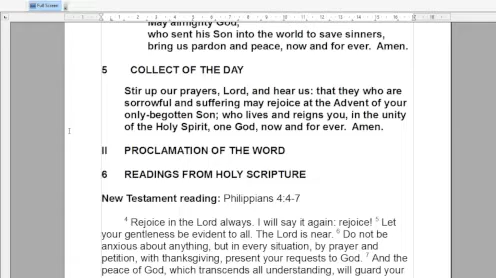 Full Screen
May almighty God,
who sent his Son into the world to save sinners,
bring us pardon and peace, now and for ever. Amen.
5 COLLECT OF THE DAY
Stir up our prayers, Lord, and hear us: that they who are
sorrowful and suffering may rejoice at the Advent of your
only-begotten Son; who lives and reigns you, in the unity
of the Holy Spirit, one God, now and for ever. Amen.
II PROCLAMATION OF THE WORD
6 READINGS FROM HOLY SCRIPTURE
New Testament reading: Philippians 4:4-7
4 Rejoice in the Lord always. I will say it again: rejoice! 5 Let
your gentleness be evident to all. The Lord is near. 6 Do not be
anxious about anything, but in every situation, by prayer and
petition, with thanksgiving, present your requests to God. 7 And the
peace of God, which transcends all understanding, will guard your